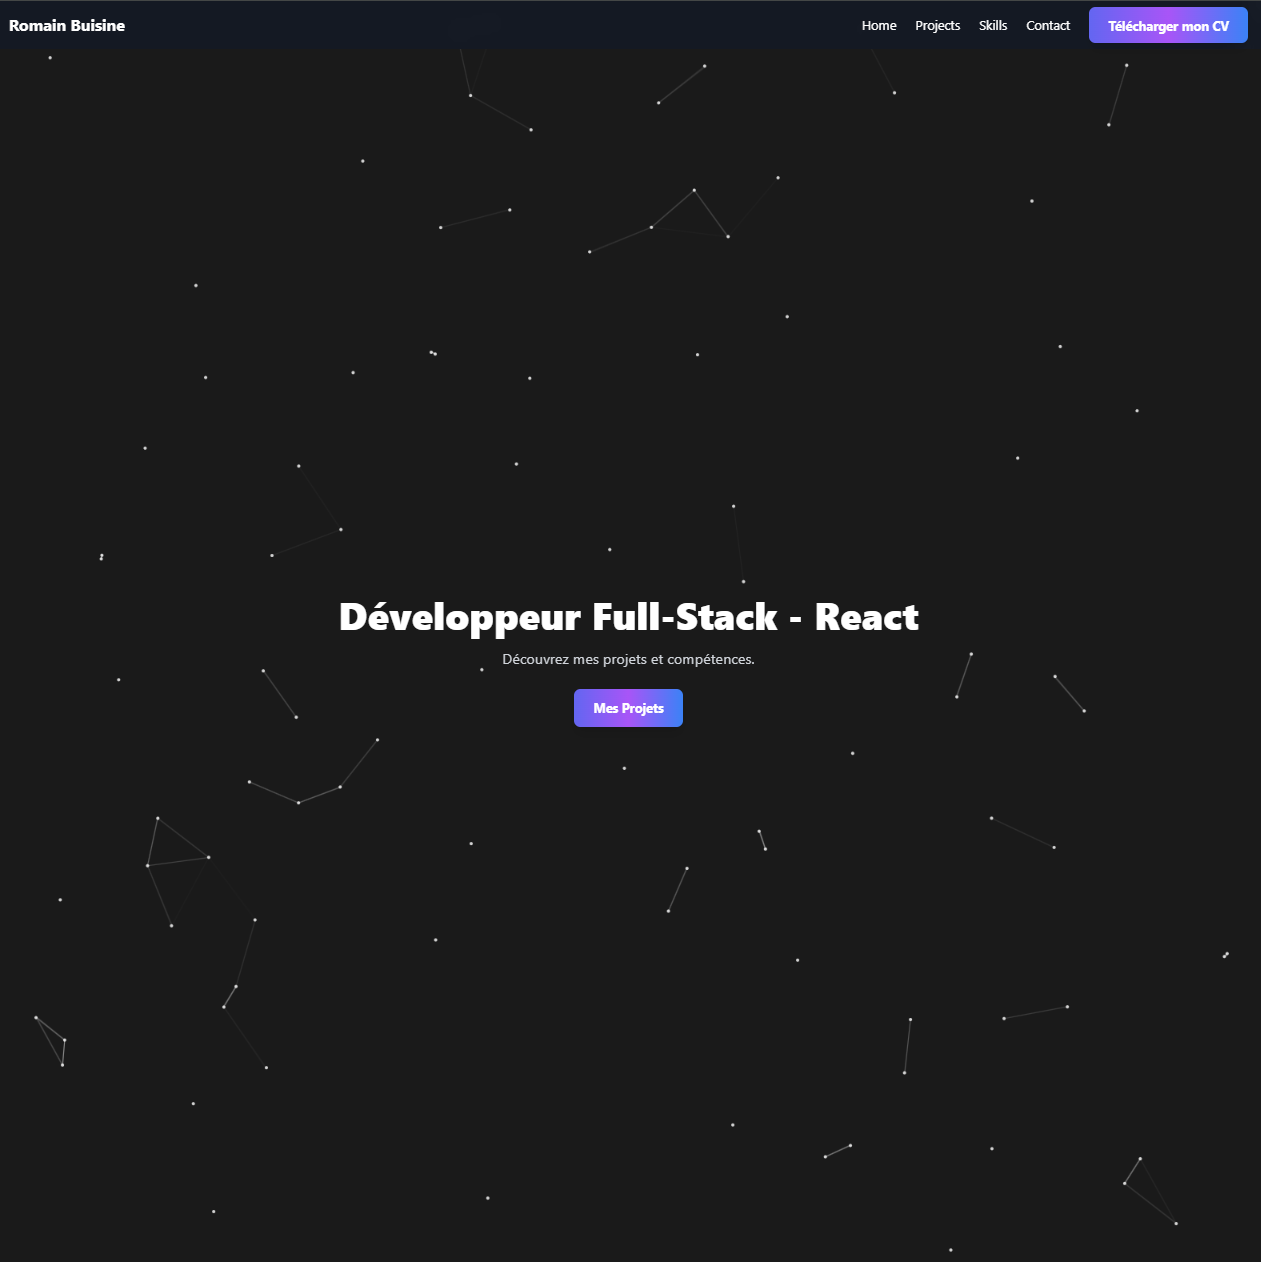 Romain Buisine
Home Projects Skills Contact Télécharger mon CV
Développeur Full-Stack - React
Découvrez mes projets et compétences.
Mes Projets